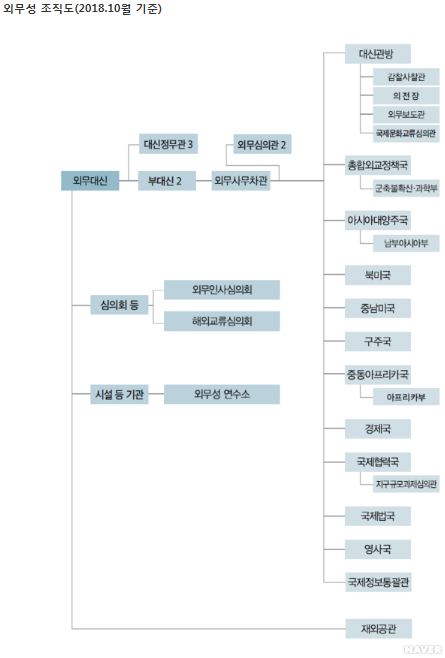 외무성 조직도(2018.10월 기준)
대신관방
감찰사찰관
의전장
외무보도관
국제문화교류심의관
대신정무관 3
외무심의관 2
외무대신
부대신 2
외무사무차관
총합외교정책국
군축불확산·과학부
아시아대양주국
남부아시아부
북미국
심의회 등
외무인사심의회
해외교류심의회
중남미국
구주국
중동아프리카국
아프리카부
시설 등 기관
외무성 연수소
경제국
국제협력국
지구규모과제심의관
국제법국
영사국
국제정보통괄관
재외공관
NAVER